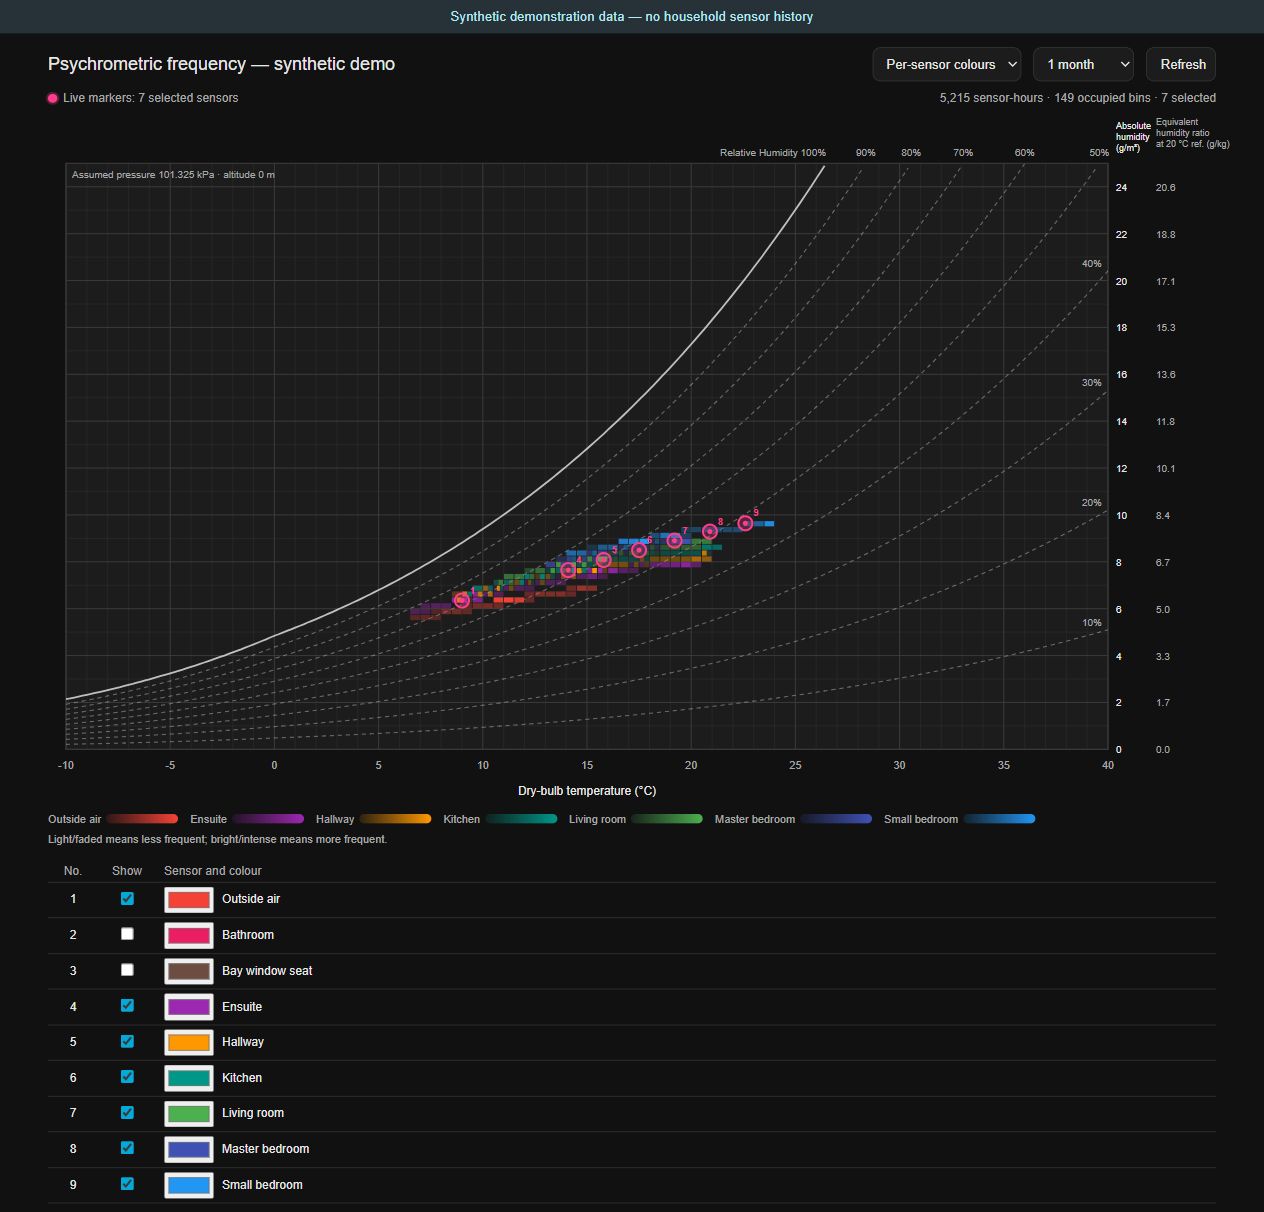 Synthetic demonstration data — no household sensor history
Psychrometric frequency — synthetic demo
Per-sensor colours
1 month
Refresh
Live markers: 7 selected sensors
5,215 sensor-hours · 149 occupied bins · 7 selected
Absolute
humidity
(g/m³)
Equivalent
humidity ratio
at 20 °C ref. (g/kg)
Relative Humidity 100% 90% 80% 70% 60% 50%
Assumed pressure 101.325 kPa · altitude 0 m
24 20.6
22 18.8
40%
20 17.1
18 15.3
16 13.6
30%
14 11.8
12 10.1
20%
10 8.4
9
8
7
6
5
4
8 6.7
6 5.0
10%
4 3.3
2 1.7
0 0.0
-10 -5 0 5 10 15 20 25 30 35 40
Dry-bulb temperature (°C)
Outside air Ensuite Hallway Kitchen Living room Master bedroom Small bedroom
Light/faded means less frequent; bright/intense means more frequent.
No. Show Sensor and colour
1 Outside air
2 Bathroom
3 Bay window seat
4 Ensuite
5 Hallway
6 Kitchen
7 Living room
8 Master bedroom
9 Small bedroom